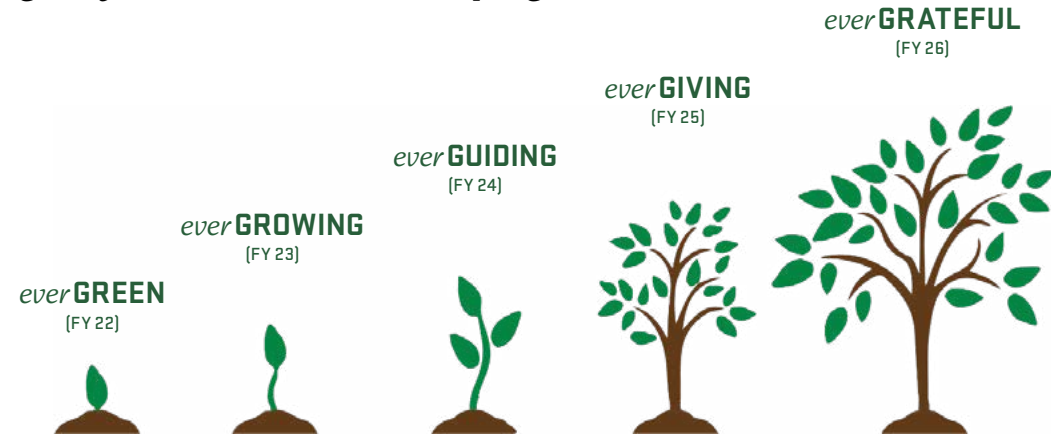 everGREEN
(FY 22)
everGROWING
(FY 23)
everGUIDING
(FY 24)
everGIVING
(FY 25)
everGRATEFUL
(FY 26)